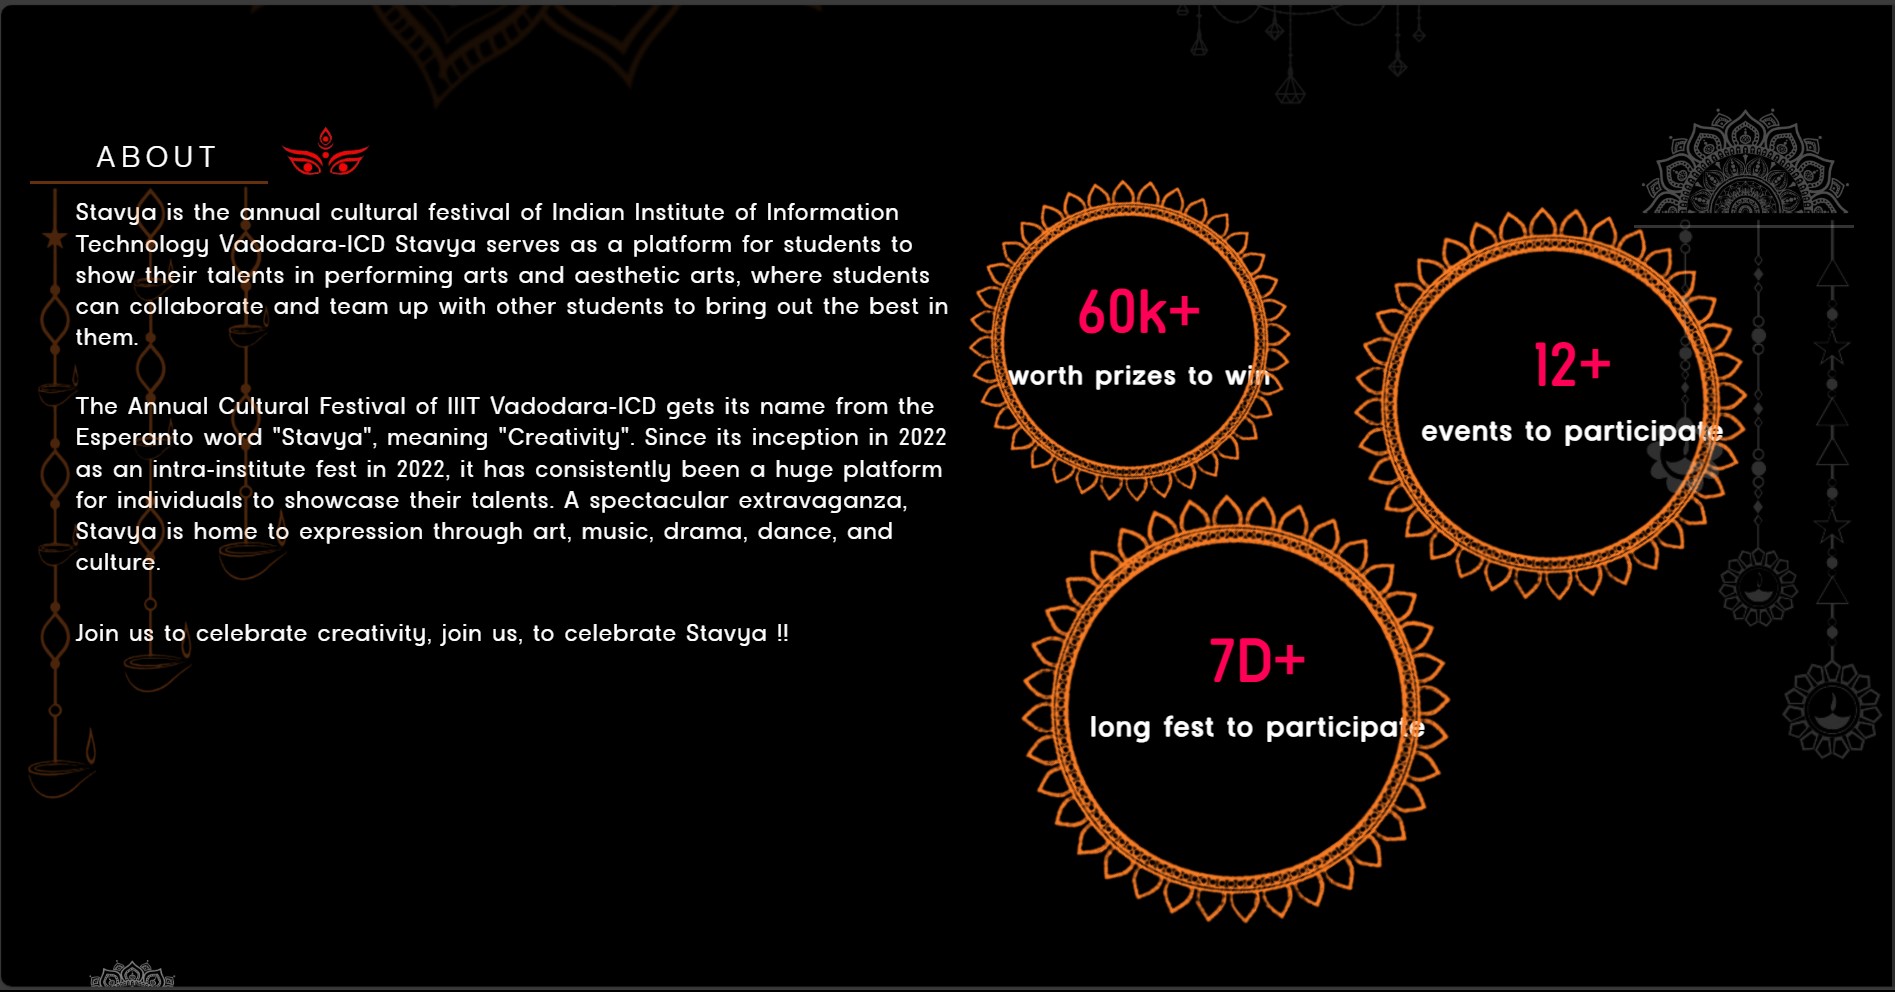 ABOUT
Stavya is the annual cultural festival of Indian Institute of Information
Technology Vadodara-ICD Stavya serves as a platform for students to
show their talents in performing arts and aesthetic arts, where students
can collaborate and team up with other students to bring out the best in
them.
The Annual Cultural Festival of IIIT Vadodara-ICD gets its name from the
Esperanto word "Stavya", meaning "Creativity". Since its inception in 2022
as an intra-institute fest in 2022, it has consistently been a huge platform
for individuals to showcase their talents. A spectacular extravaganza,
Stavya is home to expression through art, music, drama, dance, and
culture.
Join us to celebrate creativity, join us, to celebrate Stavya !!
60k+
worth prizes to win
12+
events to participate
7D+
long fest to participate